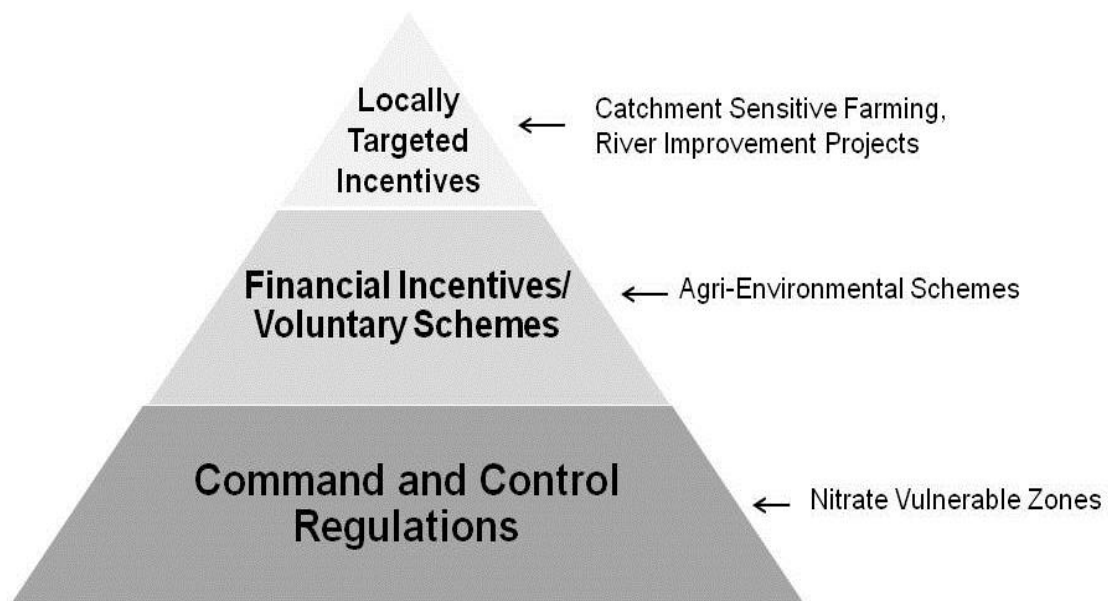 Locally
Targeted
Incentives
Catchment Sensitive Farming,
River Improvement Projects
Financial Incentives/
Voluntary Schemes
Agri-Environmental Schemes
Command and Control
Regulations
Nitrate Vulnerable Zones